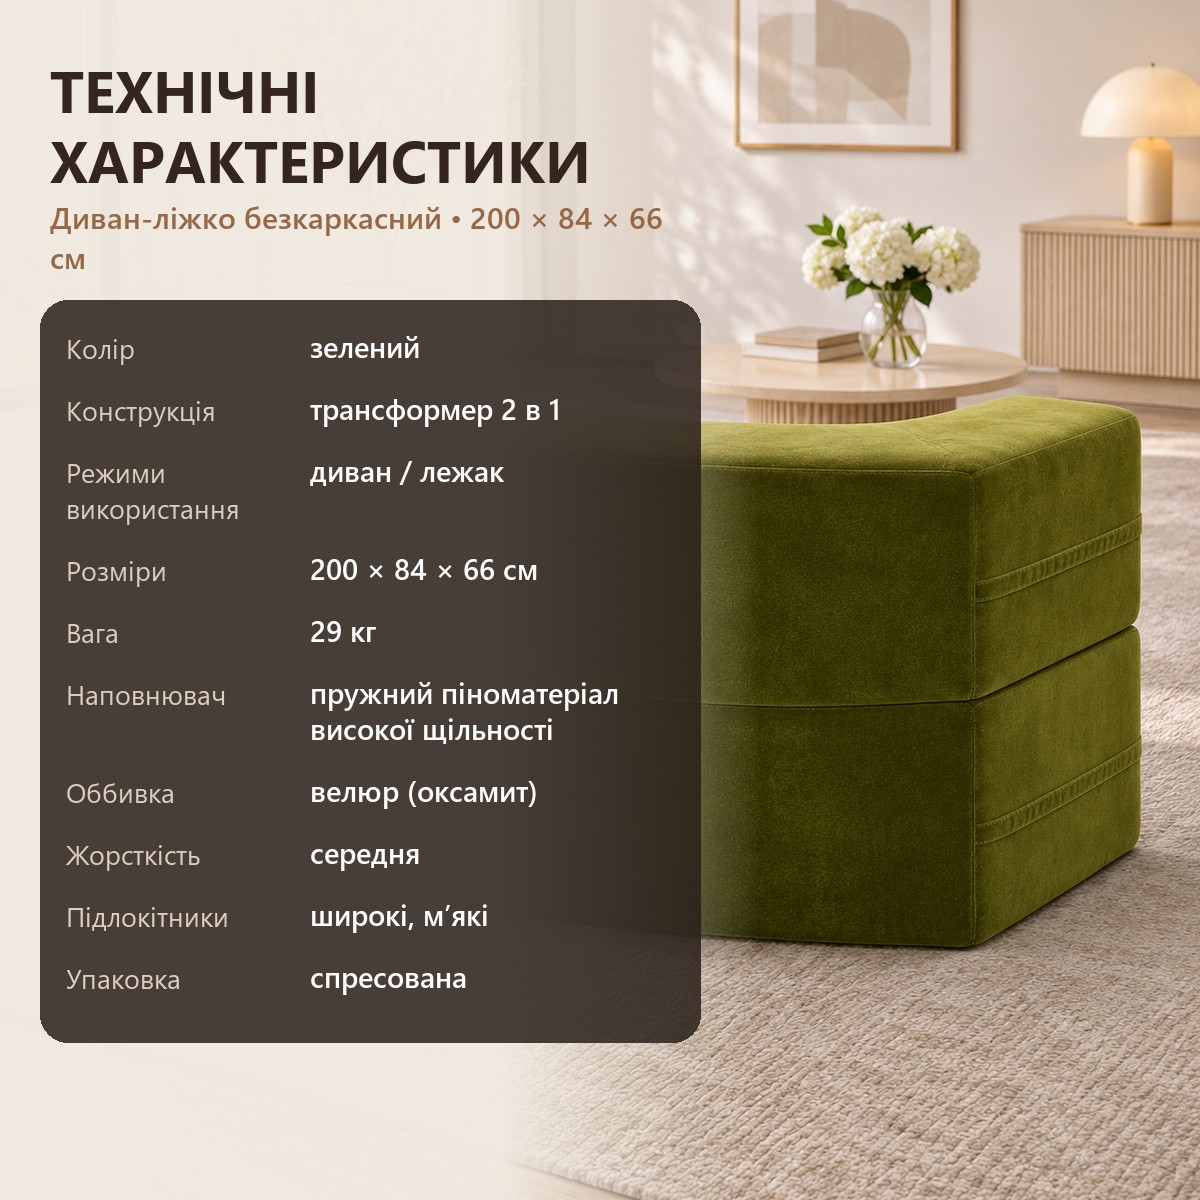 ТЕХНІЧНІ
ХАРАКТЕРИСТИКИ
Диван-ліжко безкаркасний • 200 × 84 × 66
см
Колір зелений
Конструкція трансформер 2 в 1
Режими диван / лежак
використання
Розміри 200 × 84 × 66 см
Вага 29 кг
Наповнювач пружний піноматеріал
високої щільності
Оббивка велюр (оксамит)
Жорсткість середня
Підлокітники широкі, м’які
Упаковка спресована